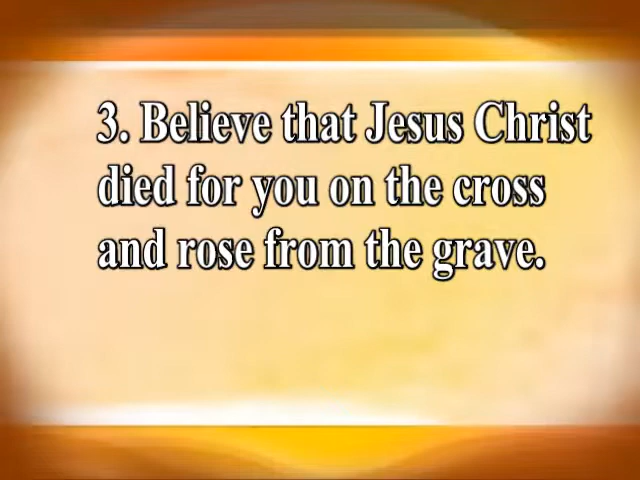 3. Believe that Jesus Christ
died for you on the cross
and rose from the grave.